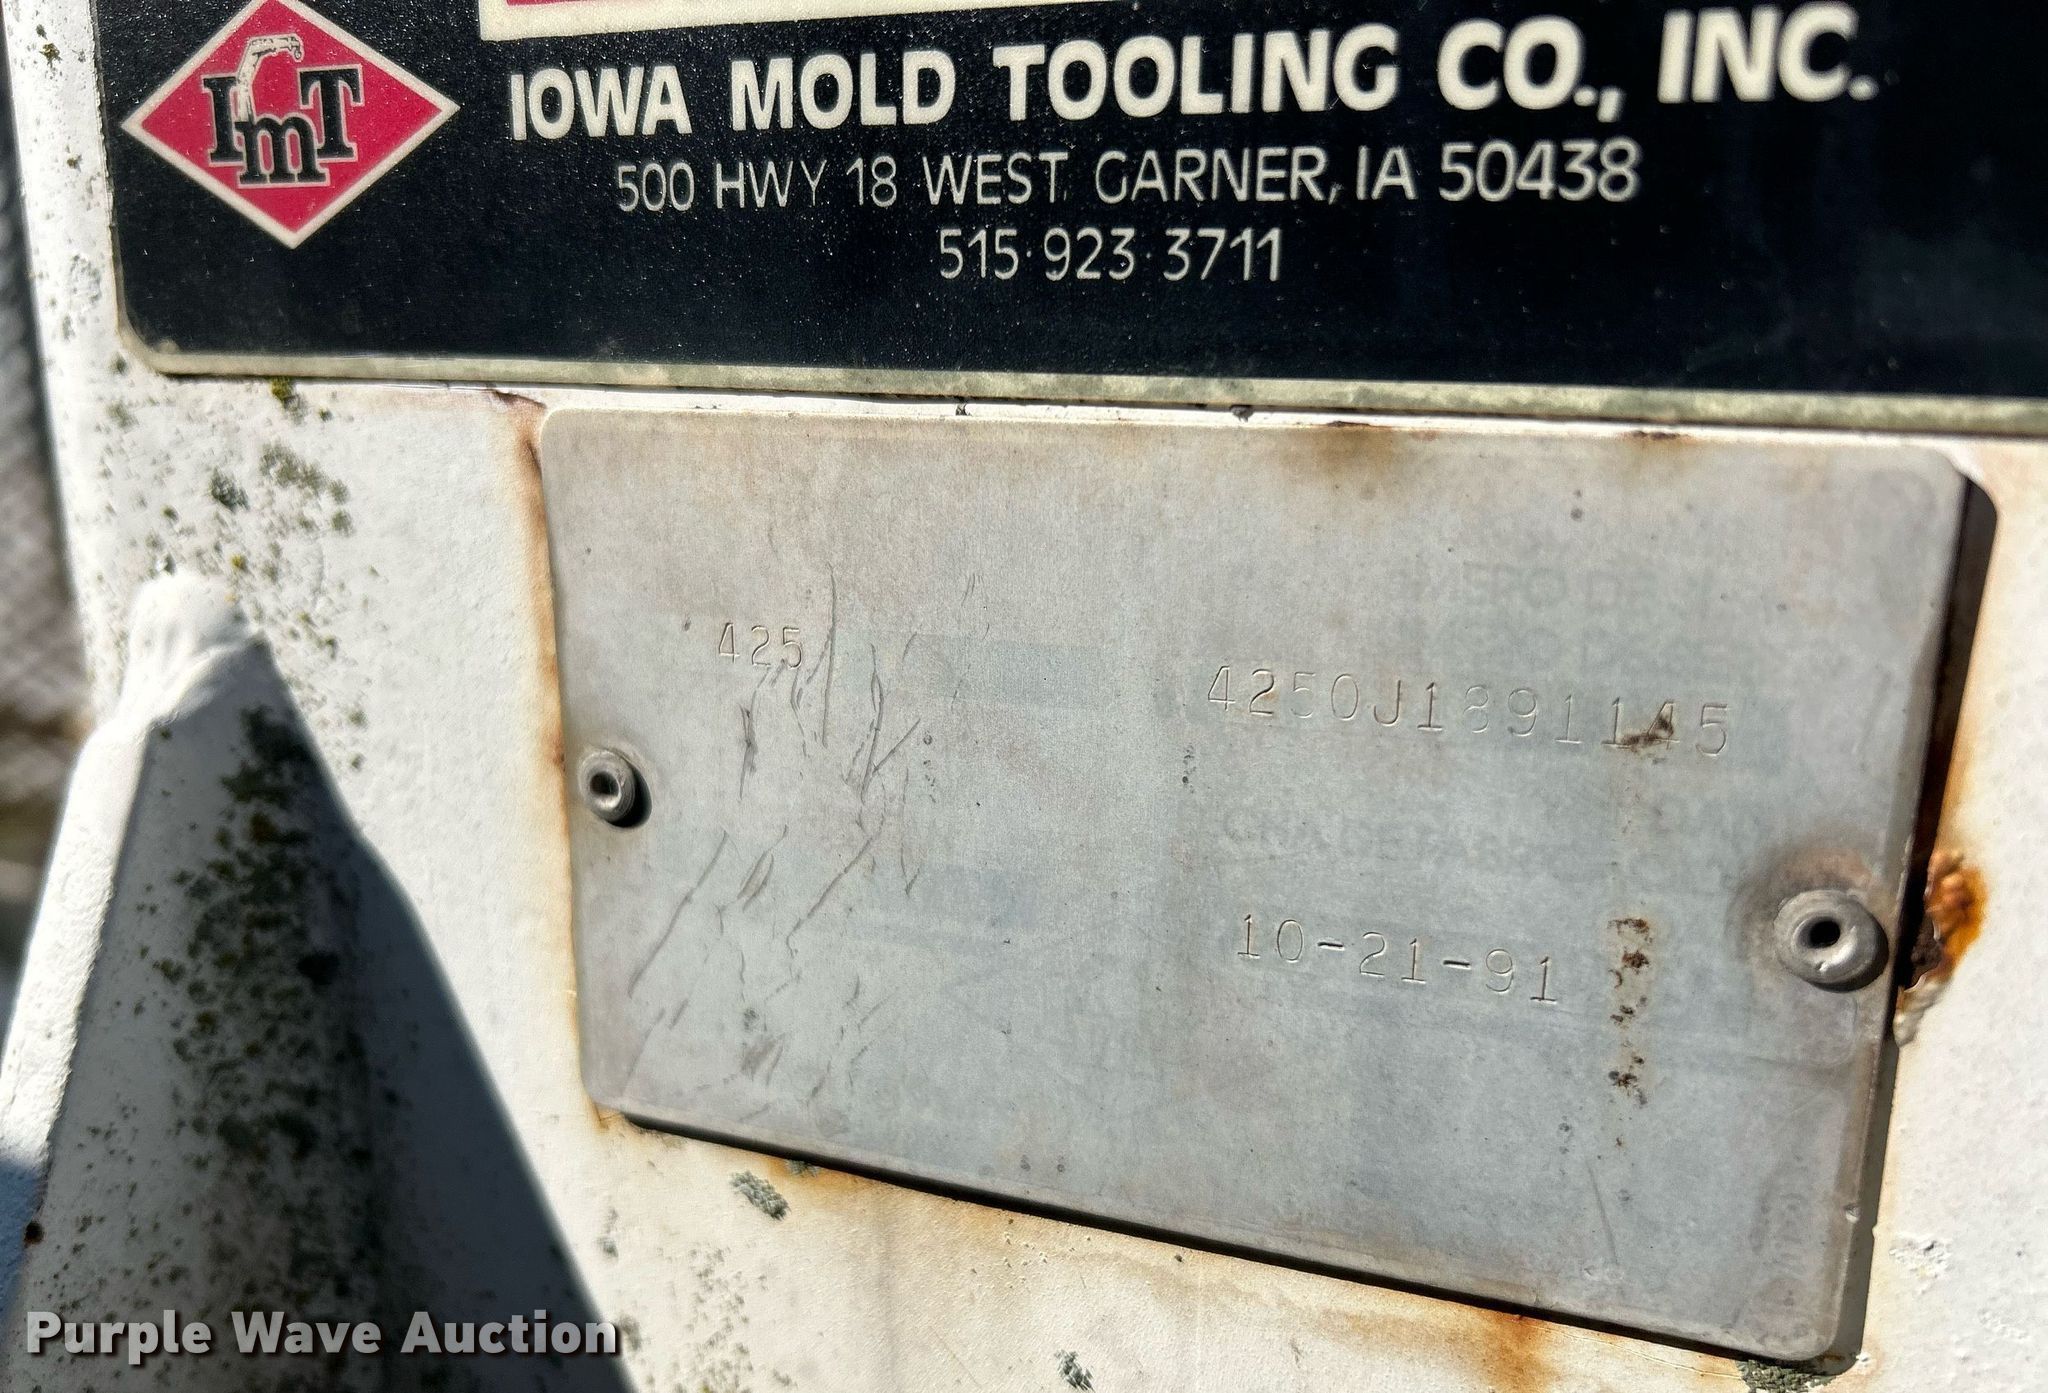 ImT
IOWA MOLD TOOLING CO., INC.
500 HWY 18 WEST, GARNER, IA 50438
515·923·3711
425
4250J1891145
10-21-91
Purple Wave Auction